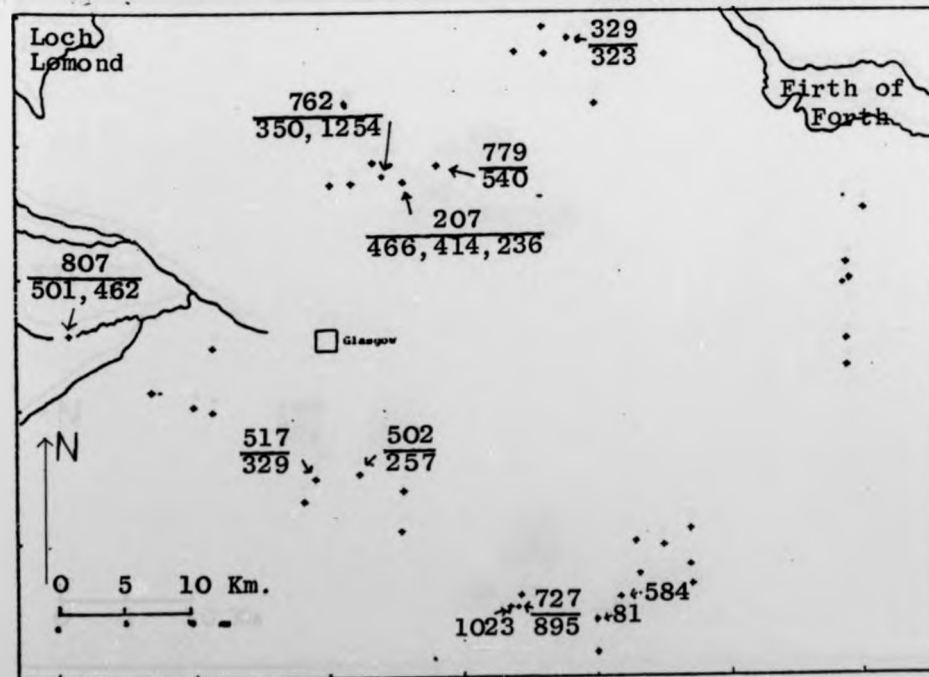 Loch
Lomond
329
323
Firth of
Forth
762
350, 1254
779
540
207
466, 414, 236
807
501, 462
Glasgow
517
329
502
257
N
0 5 10 Km.
584
727
895
1023
81